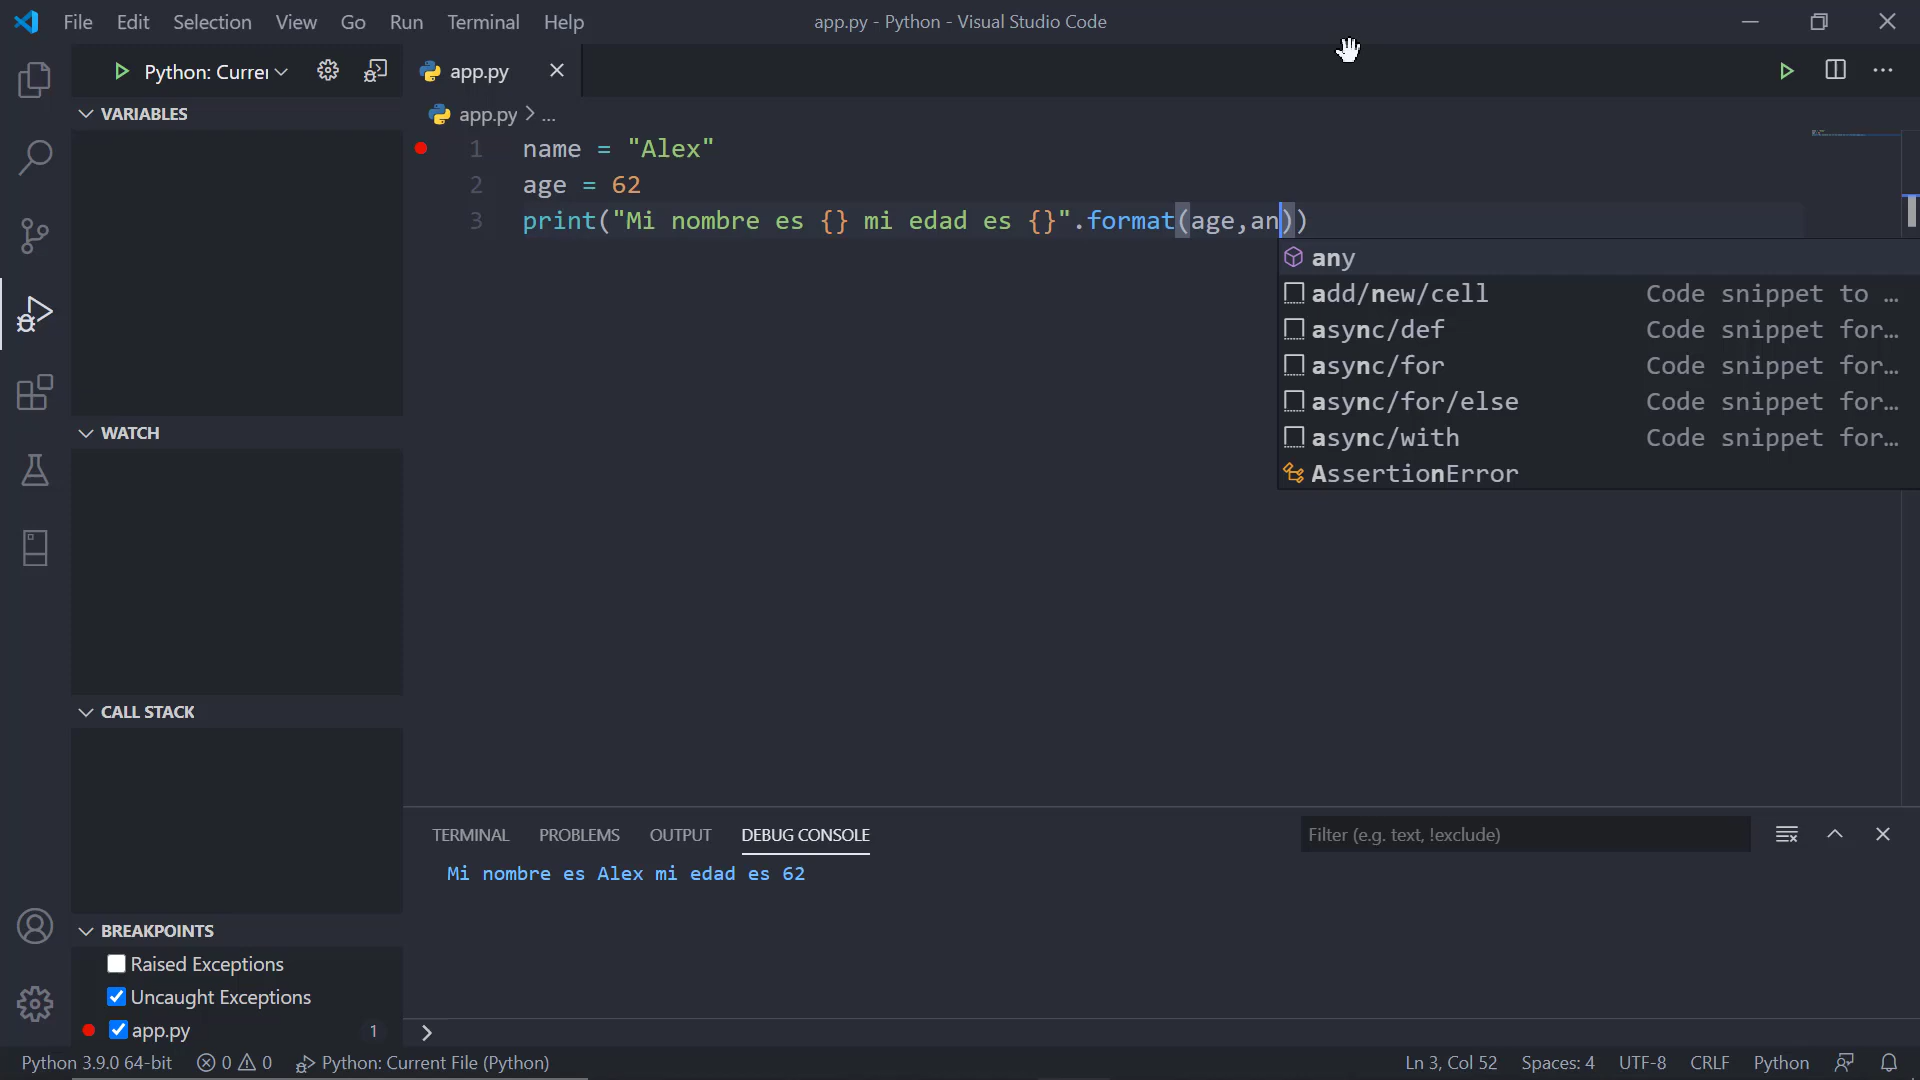 File Edit Selection View Go Run Terminal Help
app.py - Python - Visual Studio Code
Python: Curre
app.py
VARIABLES
app.py > ...
1 name = "Alex"
2 age = 62
3 print("Mi nombre es {} mi edad es {}".format(age,an))
any
add/new/cell Code snippet to …
async/def Code snippet for…
async/for Code snippet for…
async/for/else Code snippet for…
async/with Code snippet for…
AssertionError
WATCH
CALL STACK
TERMINAL PROBLEMS OUTPUT DEBUG CONSOLE
Filter (e.g. text, !exclude)
Mi nombre es Alex mi edad es 62
BREAKPOINTS
Raised Exceptions
Uncaught Exceptions
app.py 1
Python 3.9.0 64-bit 0 0 Python: Current File (Python) Ln 3, Col 52 Spaces: 4 UTF-8 CRLF Python